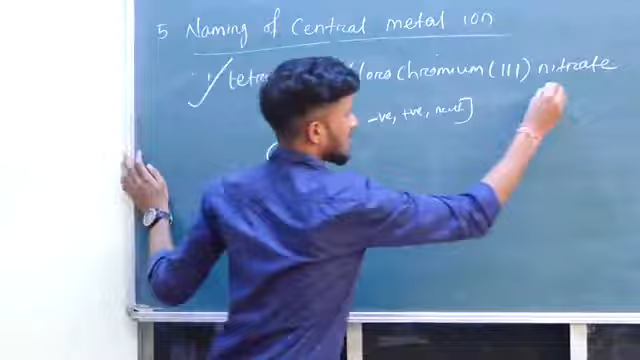 5 Naming of Central metal ion
tetra loro chromium (III) nitrate
-ve, +ve, neut]